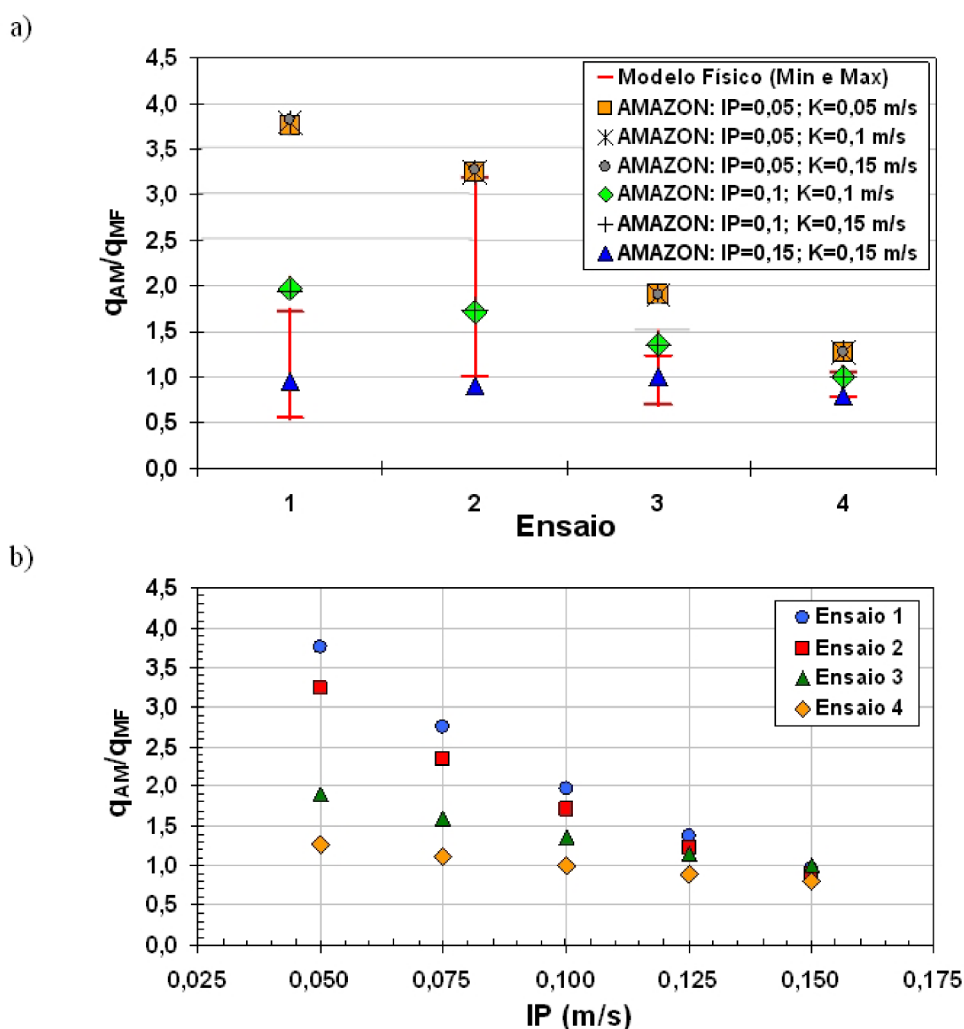 a)
4,5
4,0
3,5
3,0
2,5
2,0
1,5
1,0
0,5
0,0
qAM/qMF
Modelo Físico (Min e Max)
AMAZON: IP=0,05; K=0,05 m/s
AMAZON: IP=0,05; K=0,1 m/s
AMAZON: IP=0,05; K=0,15 m/s
AMAZON: IP=0,1; K=0,1 m/s
AMAZON: IP=0,1; K=0,15 m/s
AMAZON: IP=0,15; K=0,15 m/s
1 2 3 4
Ensaio
b)
4,5
4,0
3,5
3,0
2,5
2,0
1,5
1,0
0,5
0,0
qAM/qMF
Ensaio 1
Ensaio 2
Ensaio 3
Ensaio 4
0,025 0,050 0,075 0,100 0,125 0,150 0,175
IP (m/s)